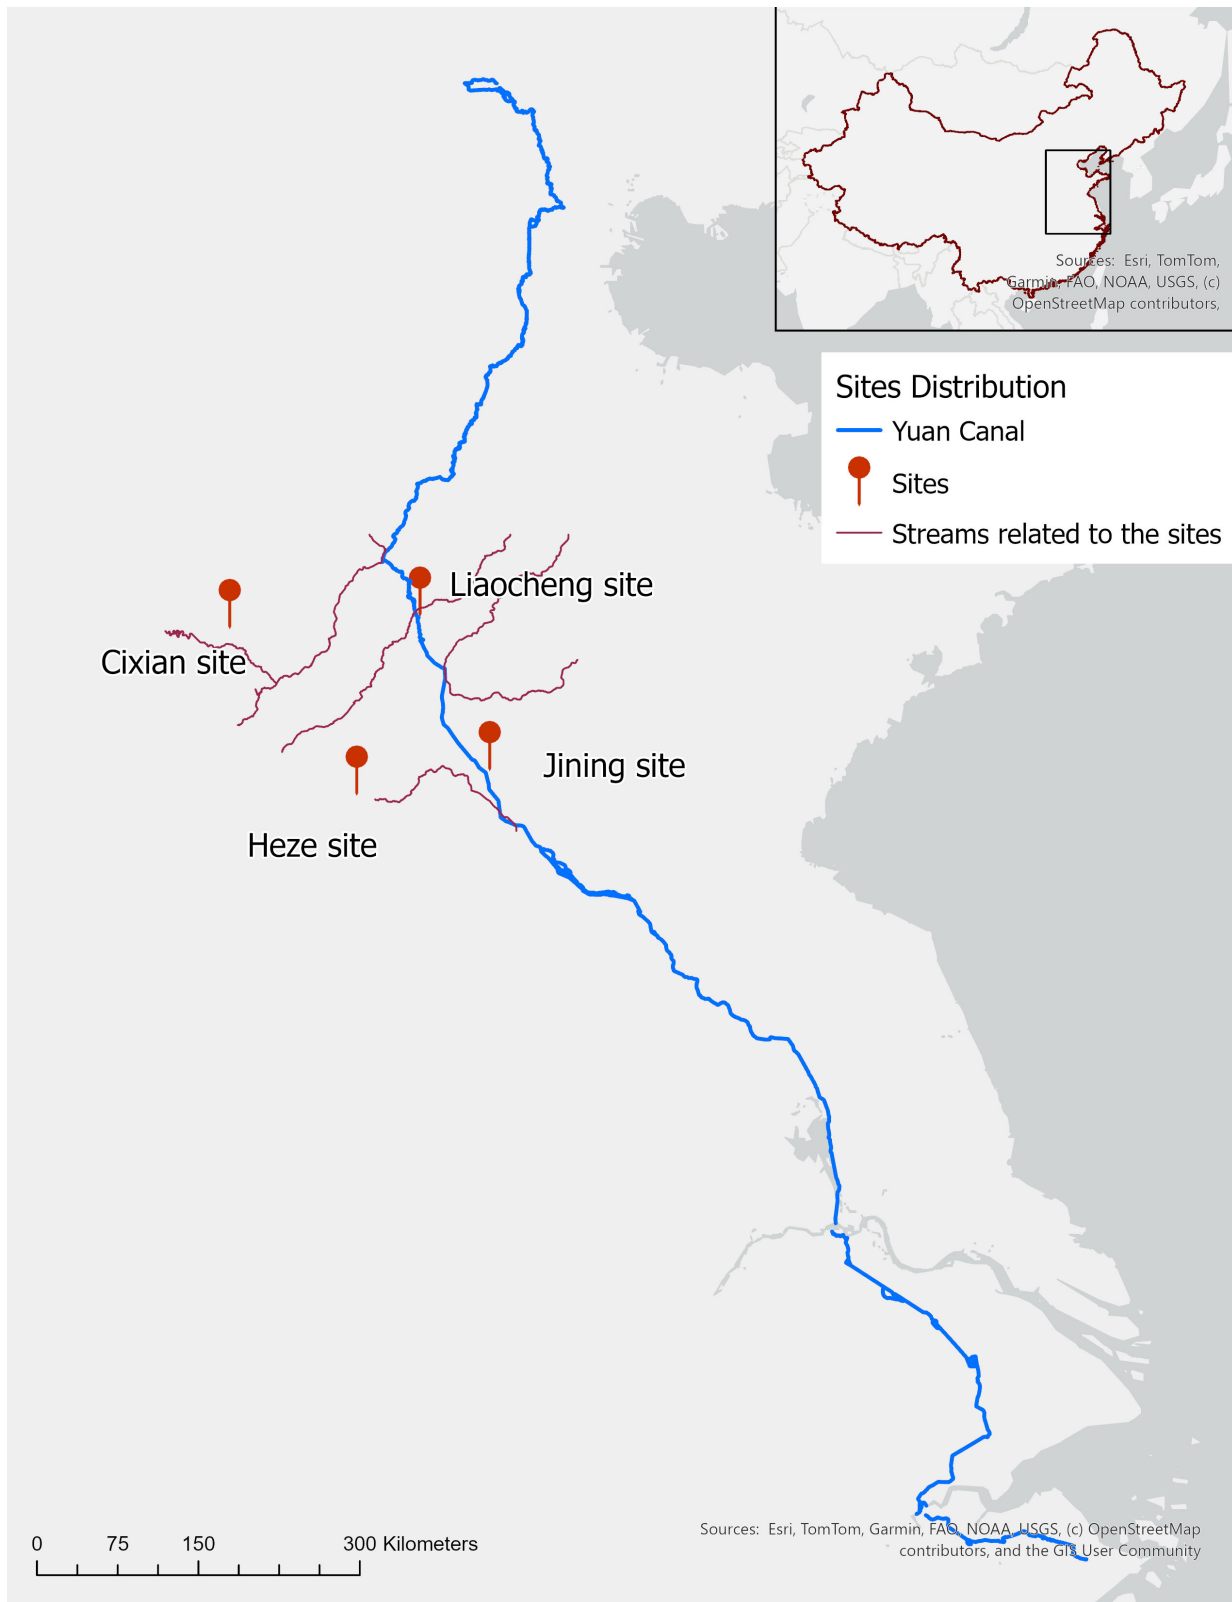 Sources:  Esri, TomTom,
Garmin, FAO, NOAA, USGS, (c)
OpenStreetMap contributors,
Sites Distribution
Yuan Canal
Sites
Streams related to the sites
Liaocheng site
Cixian site
Jining site
Heze site
Sources:  Esri, TomTom, Garmin, FAO, NOAA, USGS, (c) OpenStreetMap
contributors, and the GIS User Community
0 75 150 300 Kilometers